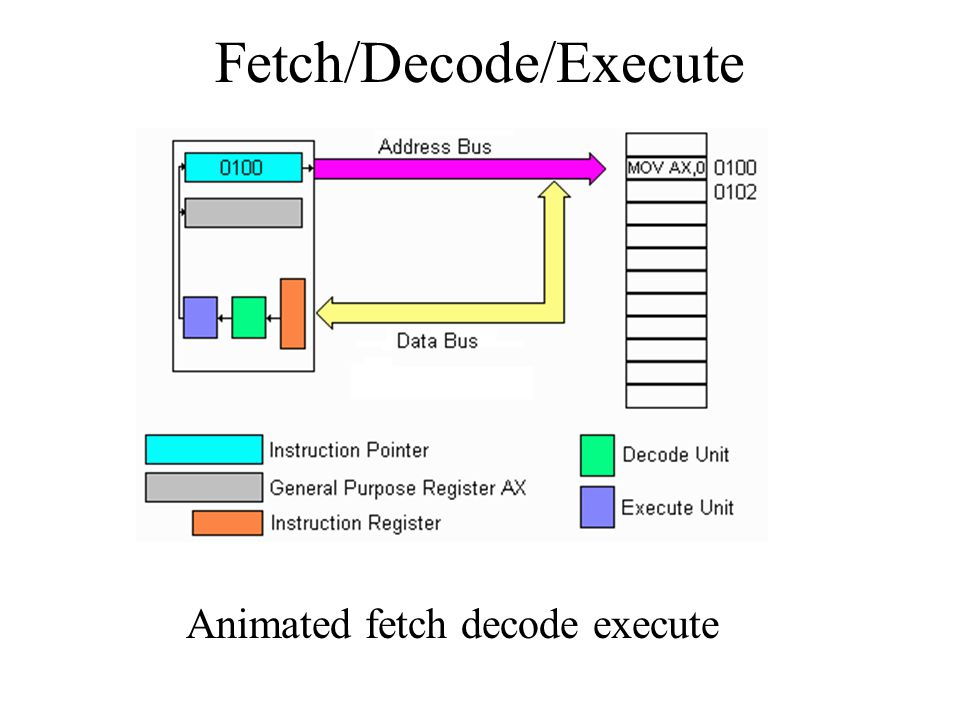 Fetch/Decode/Execute
Address Bus
0100
MOV AX,0 0100
0102
Data Bus
Instruction Pointer
General Purpose Register AX
Instruction Register
Decode Unit
Execute Unit
Animated fetch decode execute